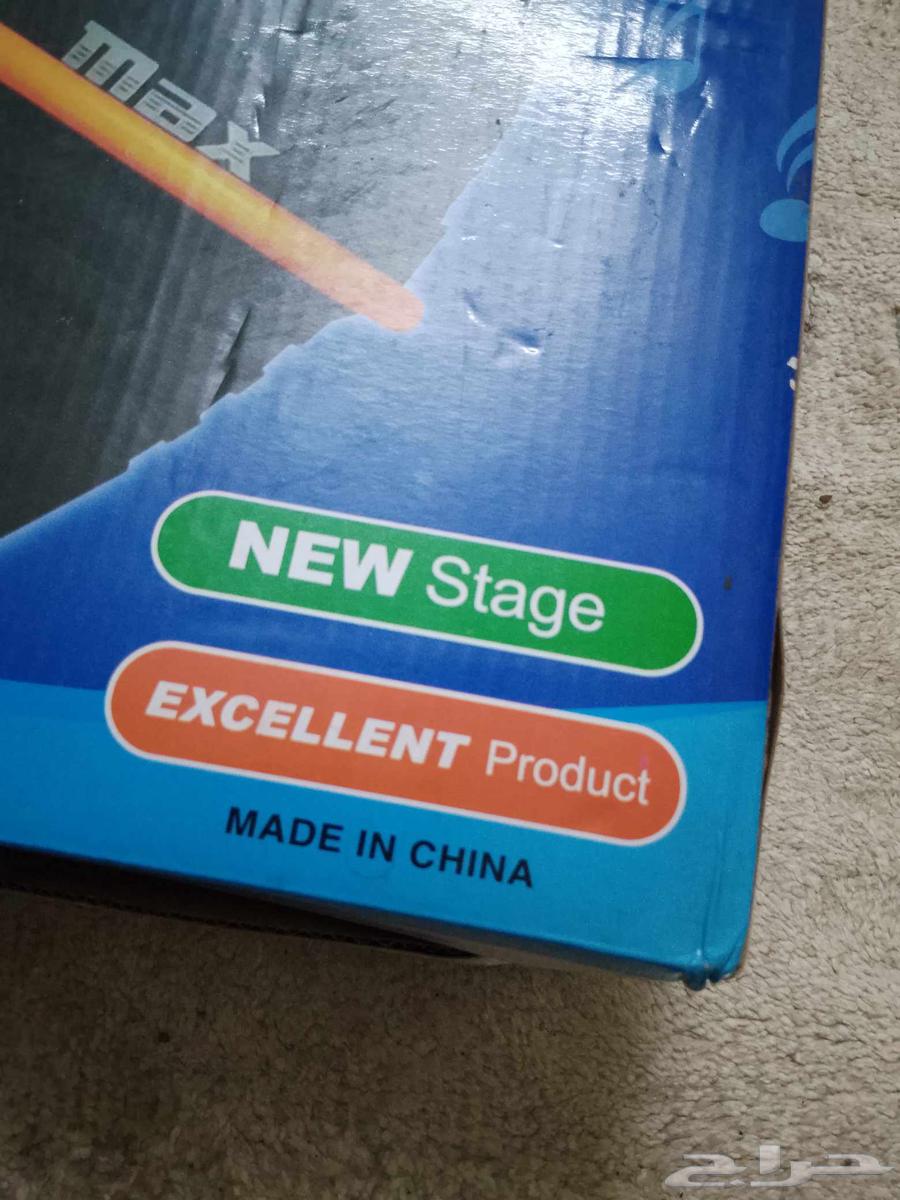 max
NEW Stage
EXCELLENT Product
MADE IN CHINA
حراج